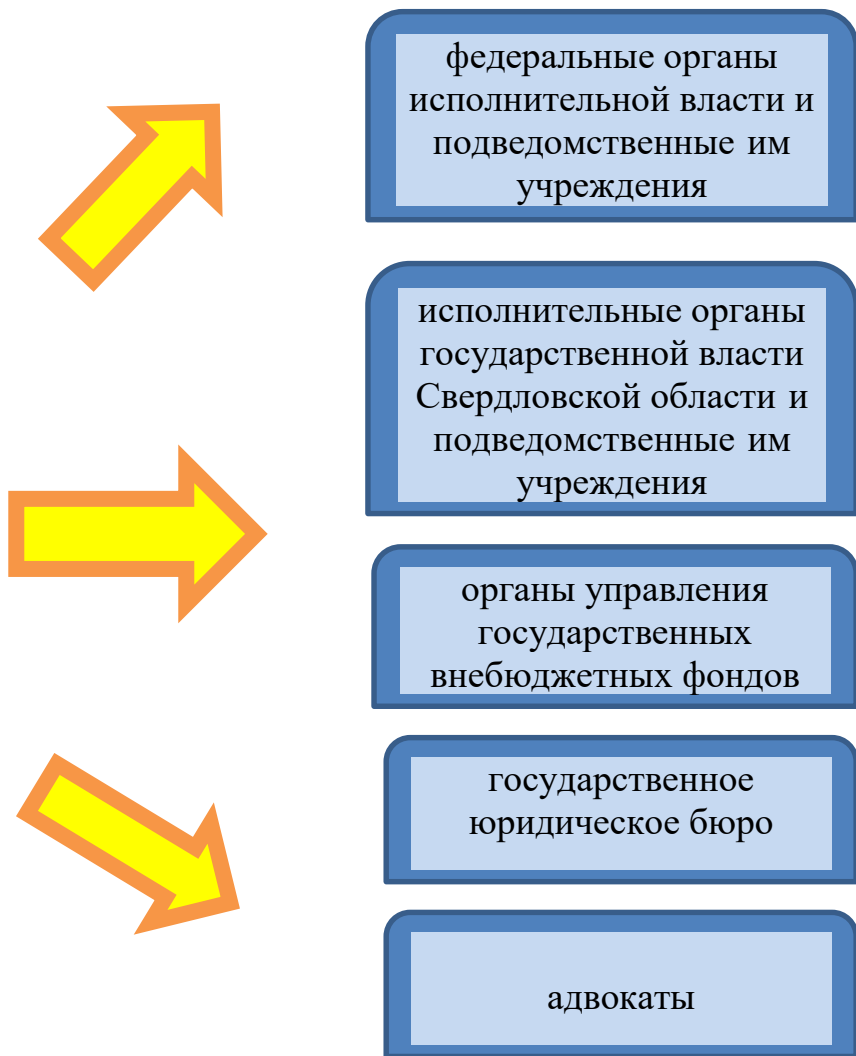 федеральные органы
исполнительной власти и
подведомственные им
учреждения
исполнительные органы
государственной власти
Свердловской области и
подведомственные им
учреждения
органы управления
государственных
внебюджетных фондов
государственное
юридическое бюро
адвокаты